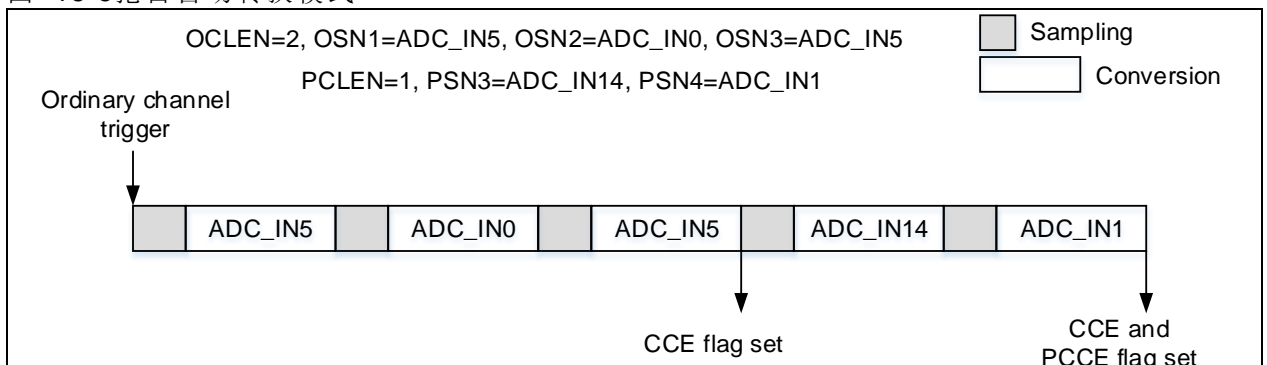 OCLEN=2, OSN1=ADC_IN5, OSN2=ADC_IN0, OSN3=ADC_IN5
PCLEN=1, PSN3=ADC_IN14, PSN4=ADC_IN1
Sampling
Conversion
Ordinary channel
trigger
ADC_IN5 ADC_IN0 ADC_IN5 ADC_IN14 ADC_IN1
CCE flag set
CCE and
PCCE flag set